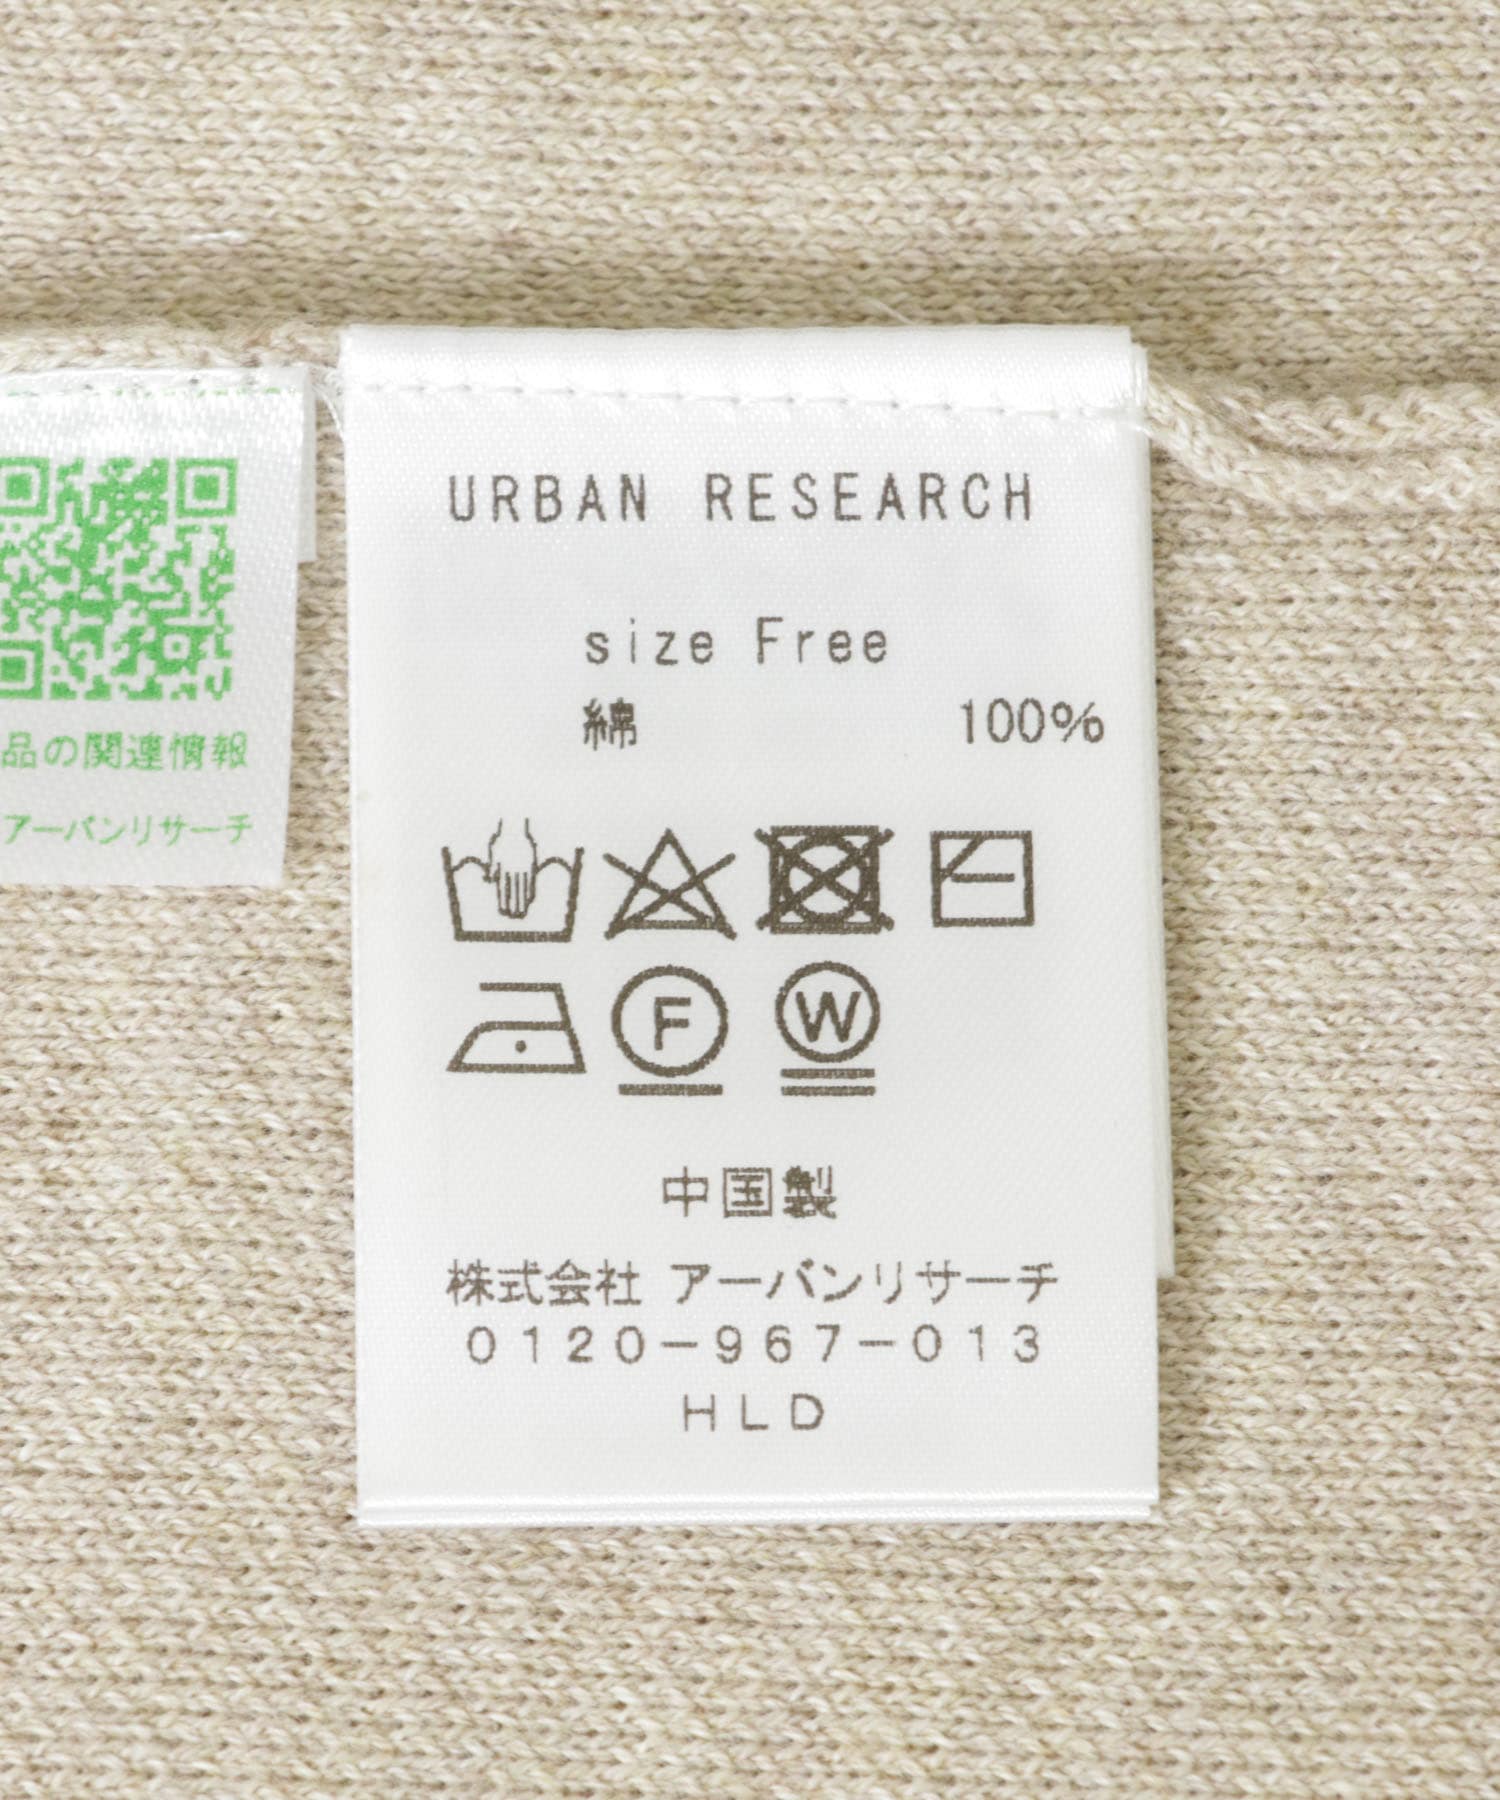 URBAN RESEARCH
size Free
綿 100%
F W
中国製
株式会社 アーバンリサーチ
0120-967-013
HLD
品の関連情報
アーバンリサーチ